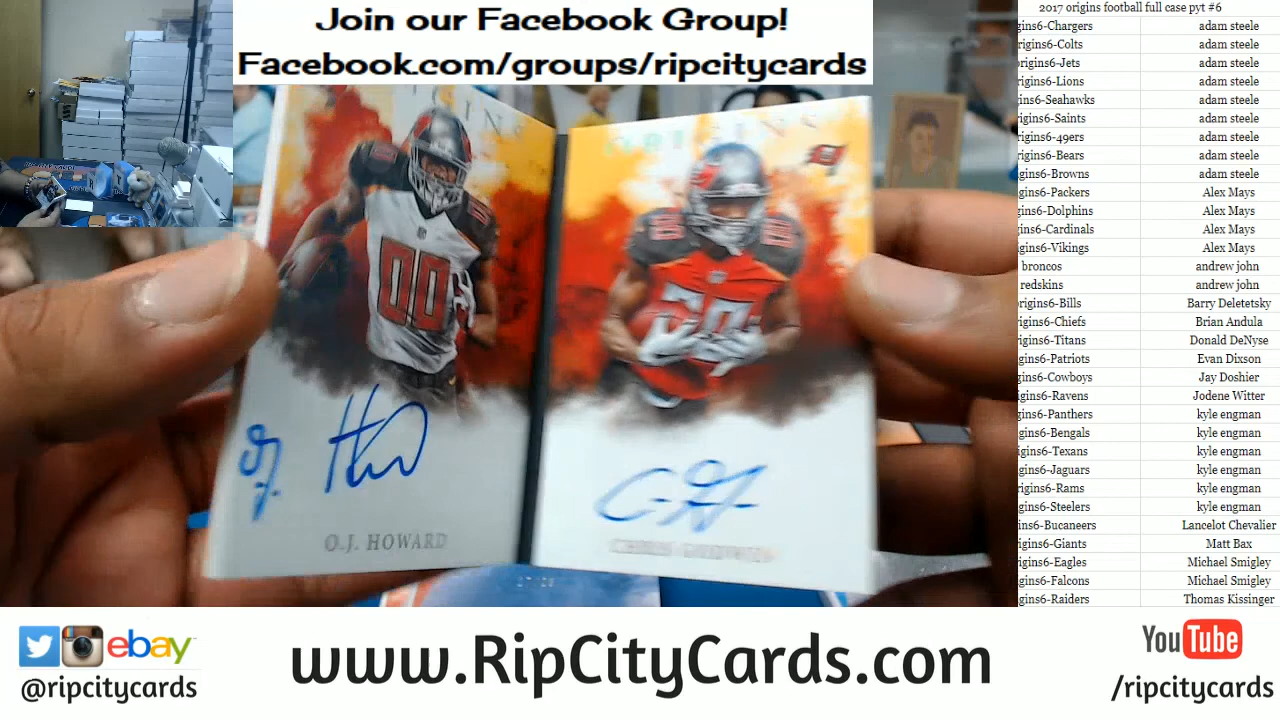 Join our Facebook Group!
Facebook.com/groups/ripcitycards
2017 origins football full case pyt #6
rigins6-Chargers adam steele
rigins6-Colts adam steele
rigins6-Jets adam steele
rigins6-Lions adam steele
gins6-Seahawks adam steele
rigins6-Saints adam steele
rigins6-49ers adam steele
rigins6-Bears adam steele
rigins6-Browns adam steele
rigins6-Packers Alex Mays
igins6-Dolphins Alex Mays
igins6-Cardinals Alex Mays
igins6-Vikings Alex Mays
broncos andrew john
redskins andrew john
rigins6-Bills Barry Deletetsky
rigins6-Chiefs Brian Andula
rigins6-Titans Donald DeNyse
igins6-Patriots Evan Dixson
gins6-Cowboys Jay Doshier
igins6-Ravens Jodene Witter
igins6-Panthers kyle engman
igins6-Bengals kyle engman
igins6-Texans kyle engman
igins6-Jaguars kyle engman
igins6-Rams kyle engman
igins6-Steelers kyle engman
ins6-Bucaneers Lancelot Chevalier
igins6-Giants Matt Bax
igins6-Eagles Michael Smigley
igins6-Falcons Michael Smigley
igins6-Raiders Thomas Kissinger
ORIGINS
00
O.J. HOWARD
CHRIS GODWIN
ebay
@ripcitycards
www.RipCityCards.com
YouTube
/ripcitycards